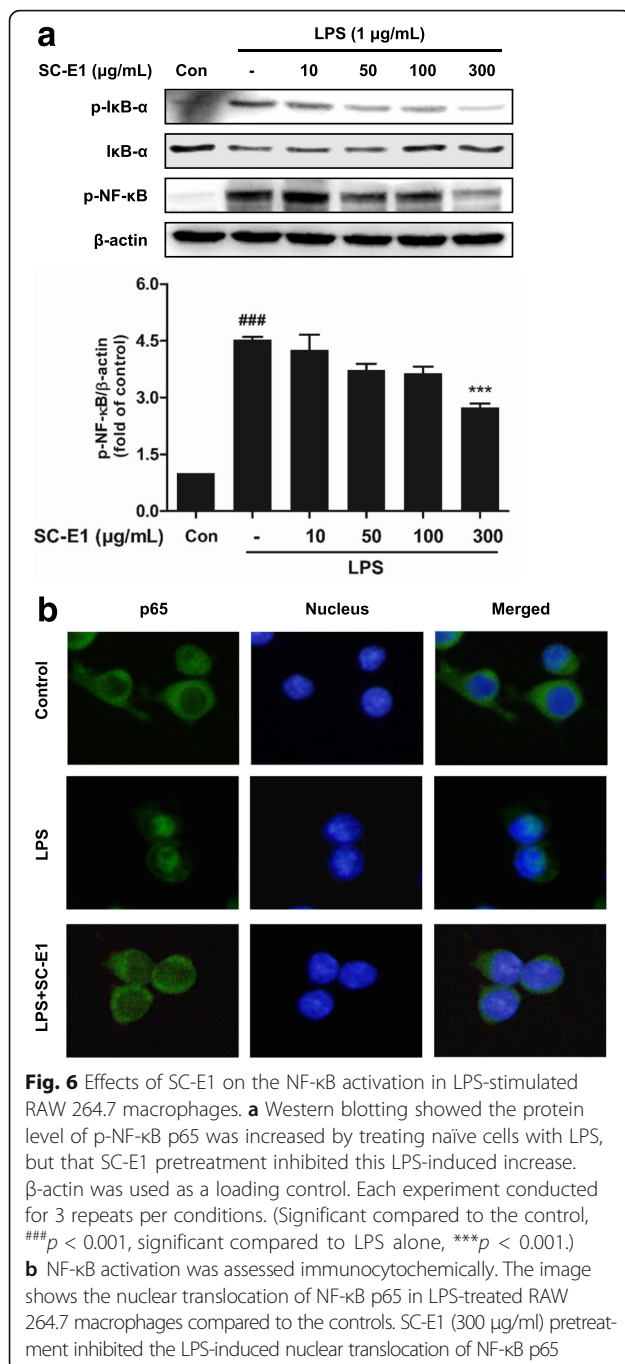 a
LPS (1 µg/mL)
SC-E1 (µg/mL) Con - 10 50 100 300
p-IκB-α
IκB-α
p-NF-κB
β-actin
6.0
4.5
3.0
1.5
0.0
p-NF-κB/β-actin
(fold of control)
###
***
SC-E1 (µg/mL) Con - 10 50 100 300
LPS
b
p65 Nucleus Merged
Control
LPS
LPS+SC-E1
Fig. 6 Effects of SC-E1 on the NF-κB activation in LPS-stimulated
RAW 264.7 macrophages. a Western blotting showed the protein
level of p-NF-κB p65 was increased by treating naïve cells with LPS,
but that SC-E1 pretreatment inhibited this LPS-induced increase.
β-actin was used as a loading control. Each experiment conducted
for 3 repeats per conditions. (Significant compared to the control,
###p < 0.001, significant compared to LPS alone, ***p < 0.001.)
b NF-κB activation was assessed immunocytochemically. The image
shows the nuclear translocation of NF-κB p65 in LPS-treated RAW
264.7 macrophages compared to the controls. SC-E1 (300 µg/ml) pretreat-
ment inhibited the LPS-induced nuclear translocation of NF-κB p65